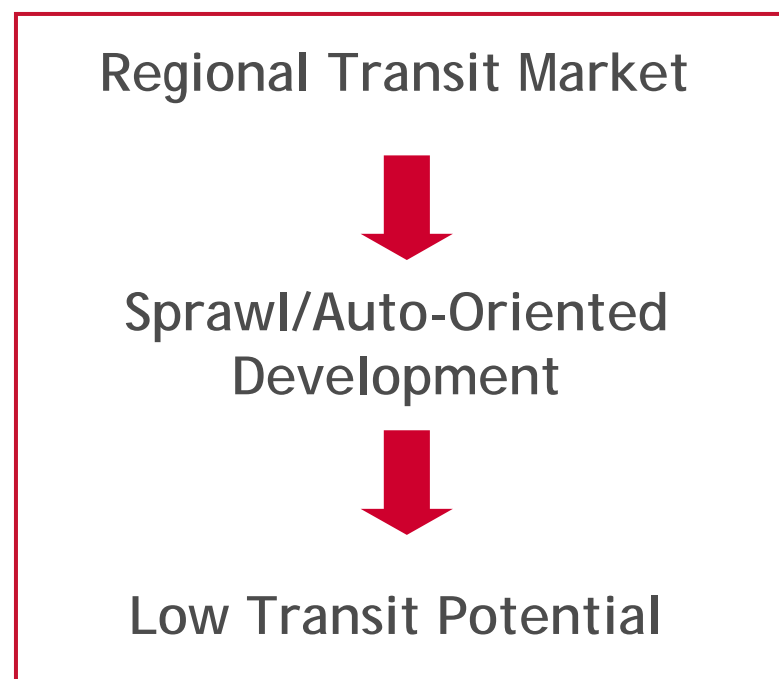 Regional Transit Market
Sprawl/Auto-Oriented
Development
Low Transit Potential